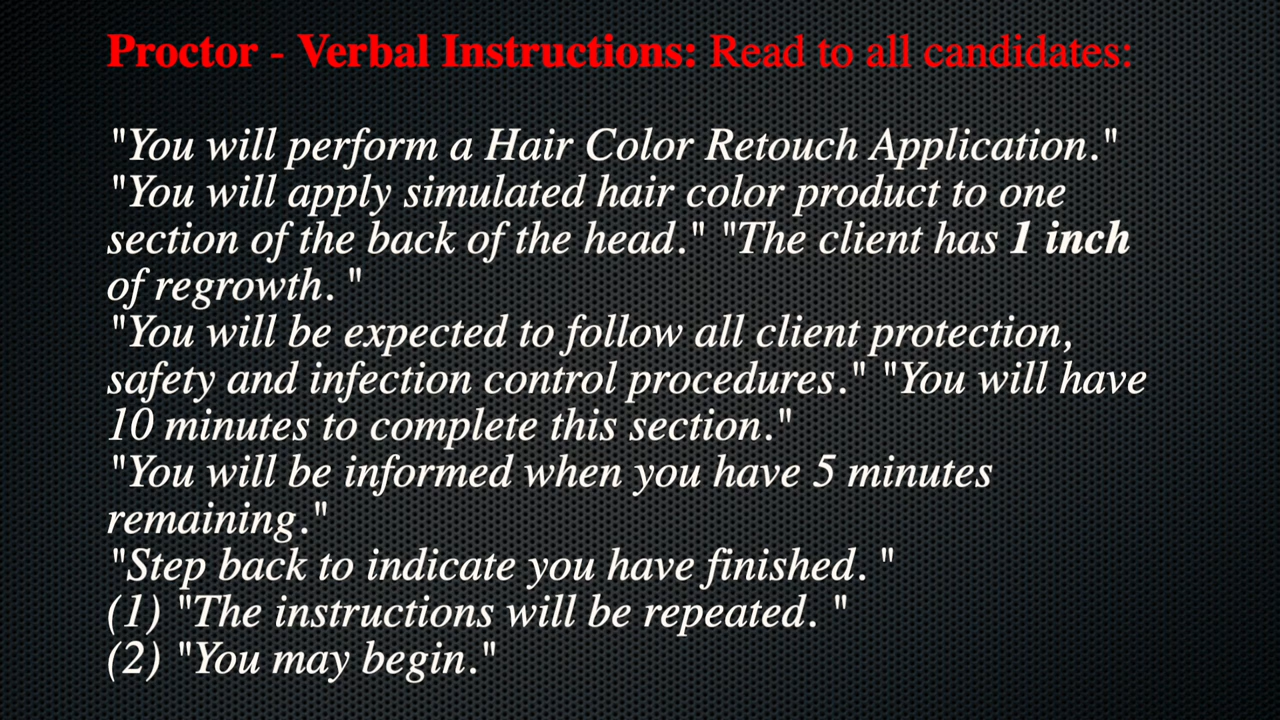 Proctor - Verbal Instructions: Read to all candidates:
"You will perform a Hair Color Retouch Application."
"You will apply simulated hair color product to one
section of the back of the head." "The client has 1 inch
of regrowth. "
"You will be expected to follow all client protection,
safety and infection control procedures." "You will have
10 minutes to complete this section."
"You will be informed when you have 5 minutes
remaining."
"Step back to indicate you have finished. "
(1) "The instructions will be repeated. "
(2) "You may begin."